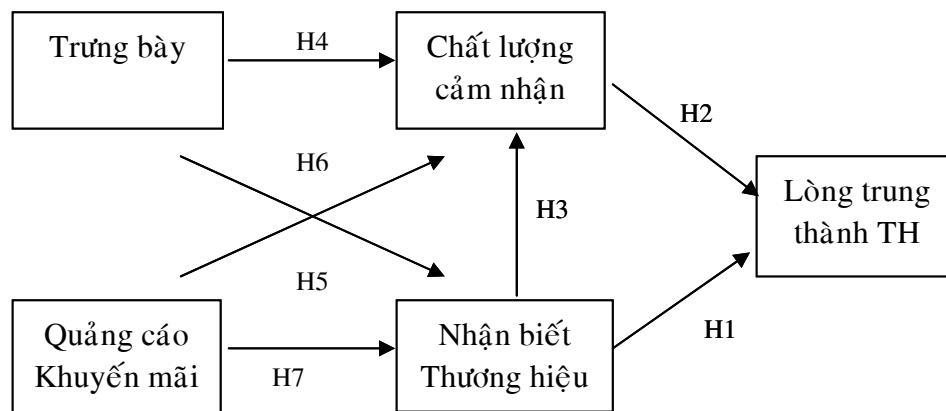 Trưng bày
H4
Chất lượng
cảm nhận
H2
H6
H3
Lòng trung
thành TH
H5
H1
Quảng cáo
Khuyến mãi
H7
Nhận biết
Thương hiệu